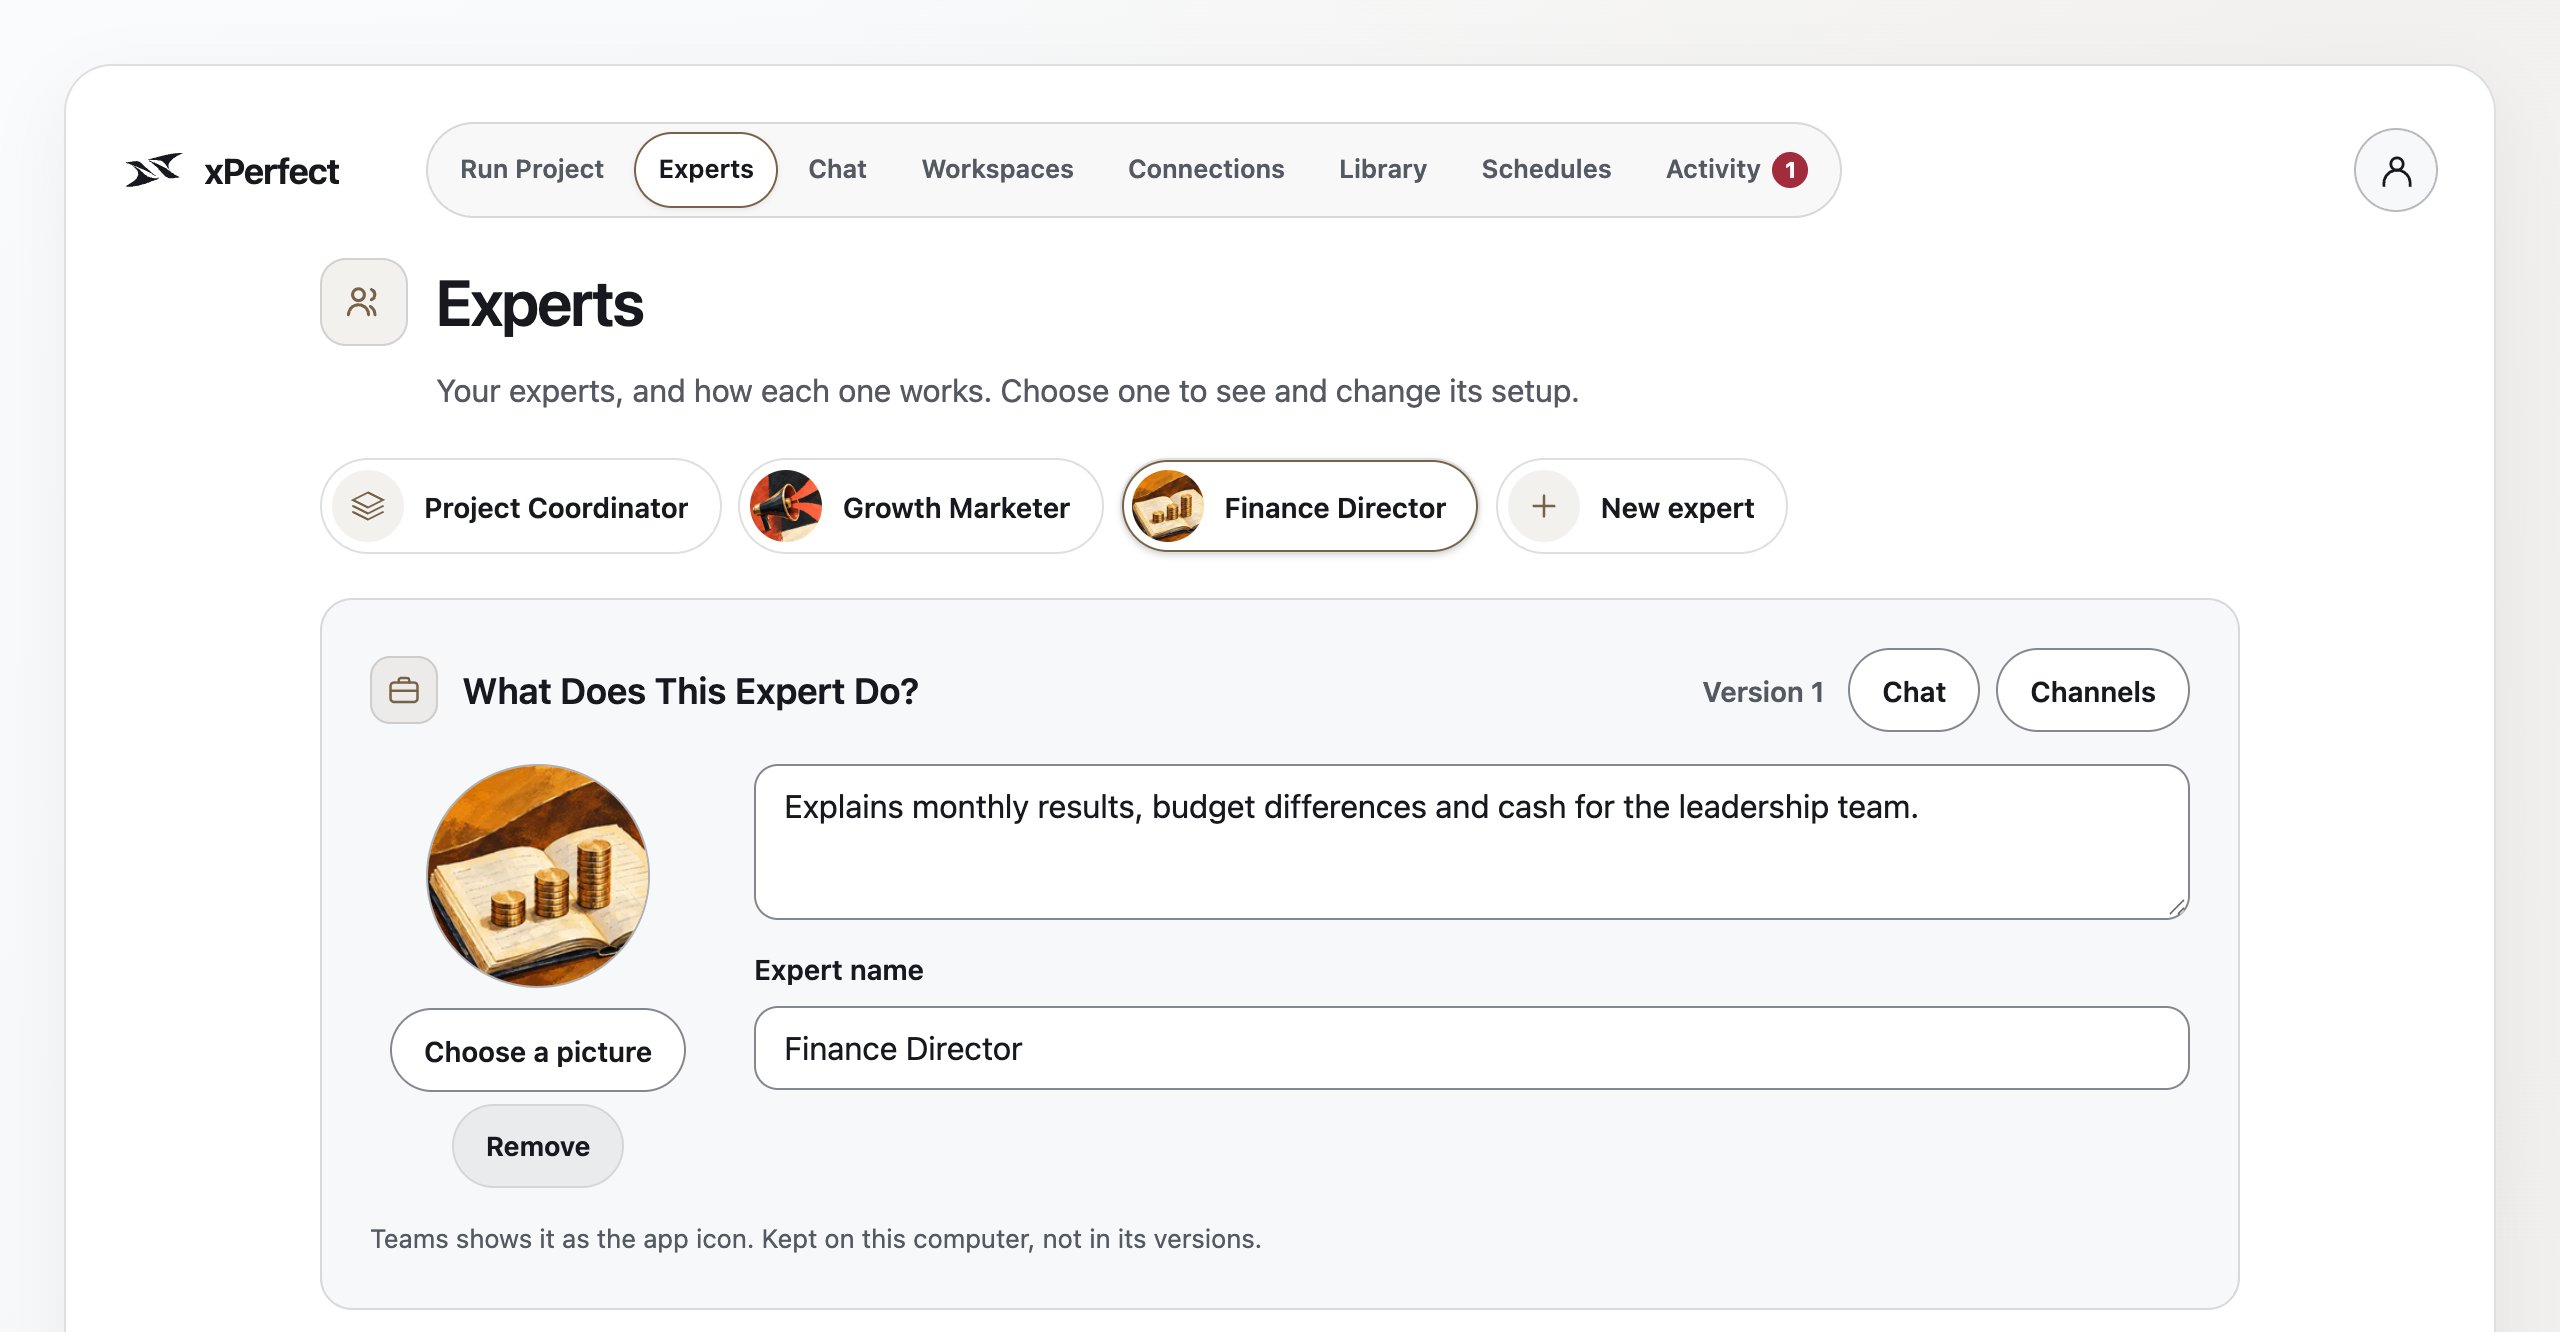 xPerfect
Run Project
Experts
Chat
Workspaces
Connections
Library
Schedules
Activity 1
Experts
Your experts, and how each one works. Choose one to see and change its setup.
Project Coordinator
Growth Marketer
Finance Director
New expert
What Does This Expert Do?
Version 1
Chat
Channels
Explains monthly results, budget differences and cash for the leadership team.
Expert name
Finance Director
Choose a picture
Remove
Teams shows it as the app icon. Kept on this computer, not in its versions.